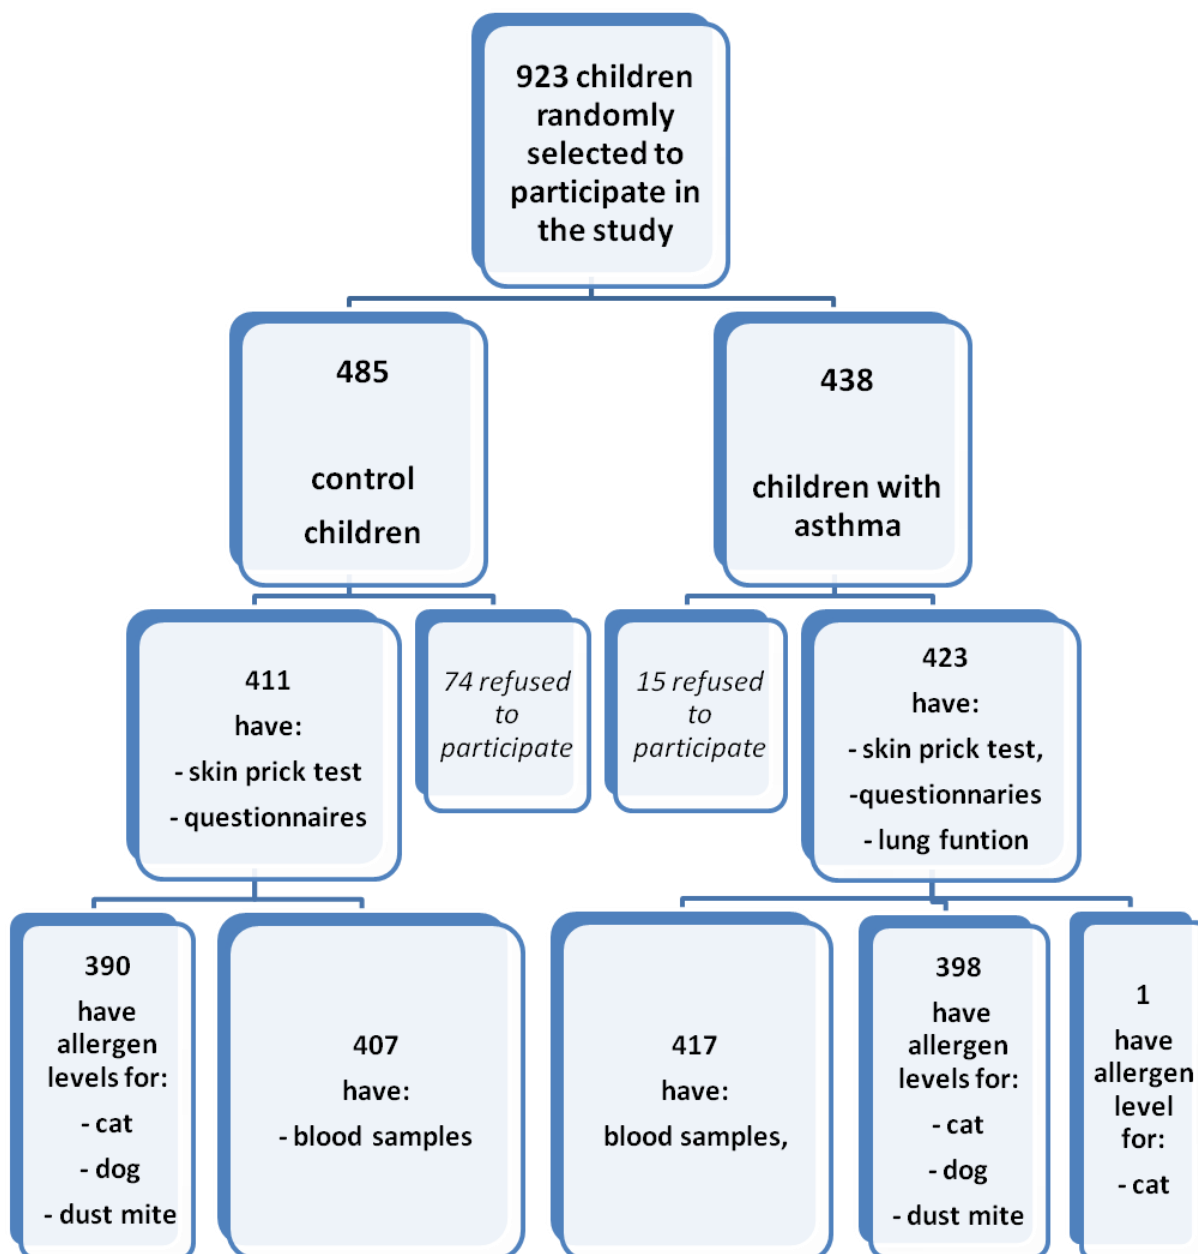 923 children
randomly
selected to
participate in
the study
485
control
children
438
children with
asthma
411
have:
- skin prick test
- questionnaires
74 refused
to
participate
15 refused
to
participate
423
have:
- skin prick test,
-questionnaries
- lung funtion
390
have
allergen
levels for:
- cat
- dog
- dust mite
407
have:
- blood samples
417
have:
blood samples,
398
have
allergen
levels for:
- cat
- dog
- dust mite
1
have
allergen
level
for:
- cat